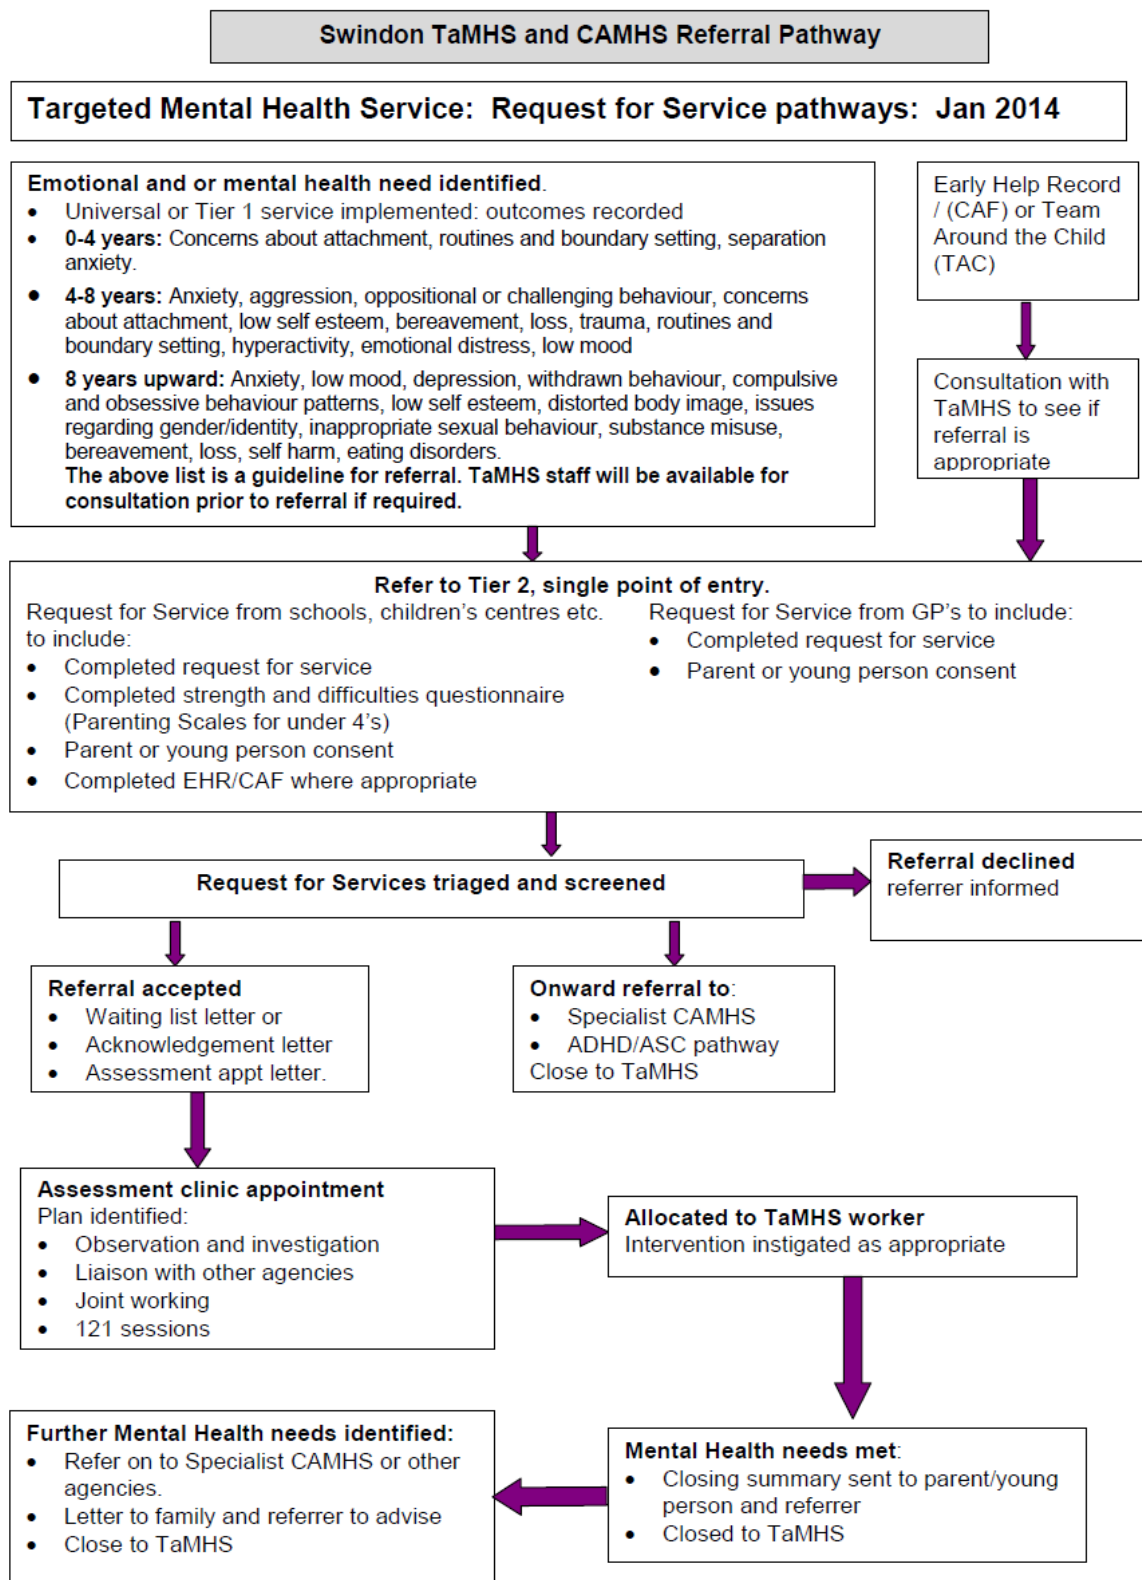 Swindon TaMHS and CAMHS Referral Pathway
Targeted Mental Health Service:  Request for Service pathways:  Jan 2014
Emotional and or mental health need identified.
• Universal or Tier 1 service implemented: outcomes recorded
• 0-4 years: Concerns about attachment, routines and boundary setting, separation
anxiety.
• 4-8 years: Anxiety, aggression, oppositional or challenging behaviour, concerns
about attachment, low self esteem, bereavement, loss, trauma, routines and
boundary setting, hyperactivity, emotional distress, low mood
• 8 years upward: Anxiety, low mood, depression, withdrawn behaviour, compulsive
and obsessive behaviour patterns, low self esteem, distorted body image, issues
regarding gender/identity, inappropriate sexual behaviour, substance misuse,
bereavement, loss, self harm, eating disorders.
The above list is a guideline for referral. TaMHS staff will be available for
consultation prior to referral if required.
Early Help Record
/ (CAF) or Team
Around the Child
(TAC)
Consultation with
TaMHS to see if
referral is
appropriate
Refer to Tier 2, single point of entry.
Request for Service from schools, children's centres etc.
to include:
• Completed request for service
• Completed strength and difficulties questionnaire
(Parenting Scales for under 4's)
• Parent or young person consent
• Completed EHR/CAF where appropriate
Request for Service from GP's to include:
• Completed request for service
• Parent or young person consent
Request for Services triaged and screened
Referral declined
referrer informed
Referral accepted
• Waiting list letter or
• Acknowledgement letter
• Assessment appt letter.
Onward referral to:
• Specialist CAMHS
• ADHD/ASC pathway
Close to TaMHS
Assessment clinic appointment
Plan identified:
• Observation and investigation
• Liaison with other agencies
• Joint working
• 121 sessions
Allocated to TaMHS worker
Intervention instigated as appropriate
Further Mental Health needs identified:
• Refer on to Specialist CAMHS or other
agencies.
• Letter to family and referrer to advise
• Close to TaMHS
Mental Health needs met:
• Closing summary sent to parent/young
person and referrer
• Closed to TaMHS